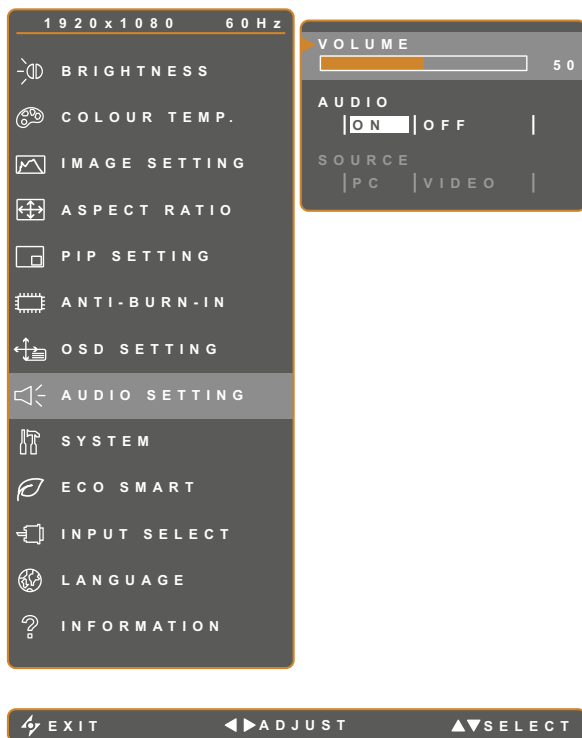 1920x1080 60Hz
BRIGHTNESS
COLOUR TEMP.
IMAGE SETTING
ASPECT RATIO
PIP SETTING
ANTI-BURN-IN
OSD SETTING
AUDIO SETTING
SYSTEM
ECO SMART
INPUT SELECT
LANGUAGE
INFORMATION
VOLUME
50
AUDIO
ON OFF
SOURCE
PC VIDEO
EXIT ADJUST SELECT